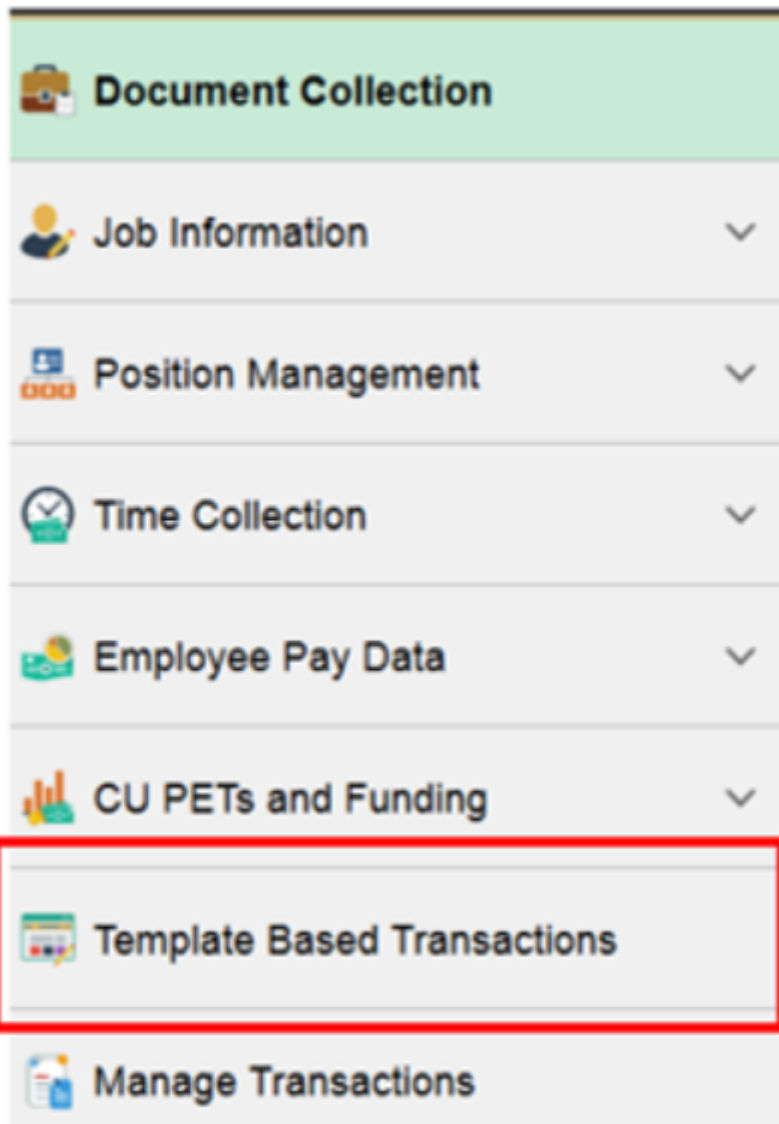 Document Collection
Job Information
Position Management
Time Collection
Employee Pay Data
CU PETs and Funding
Template Based Transactions
Manage Transactions